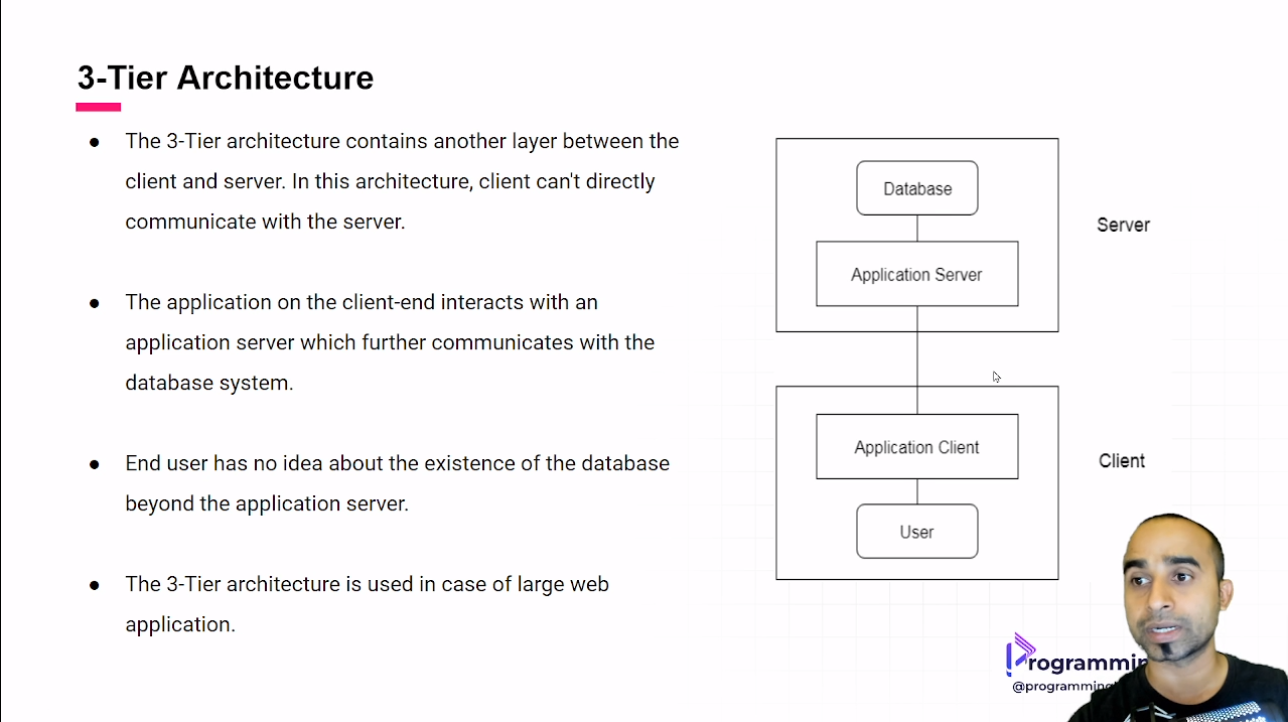 3-Tier Architecture
● The 3-Tier architecture contains another layer between the
client and server. In this architecture, client can't directly
communicate with the server.
● The application on the client-end interacts with an
application server which further communicates with the
database system.
● End user has no idea about the existence of the database
beyond the application server.
● The 3-Tier architecture is used in case of large web
application.
Database
Application Server
Server
Application Client
User
Client